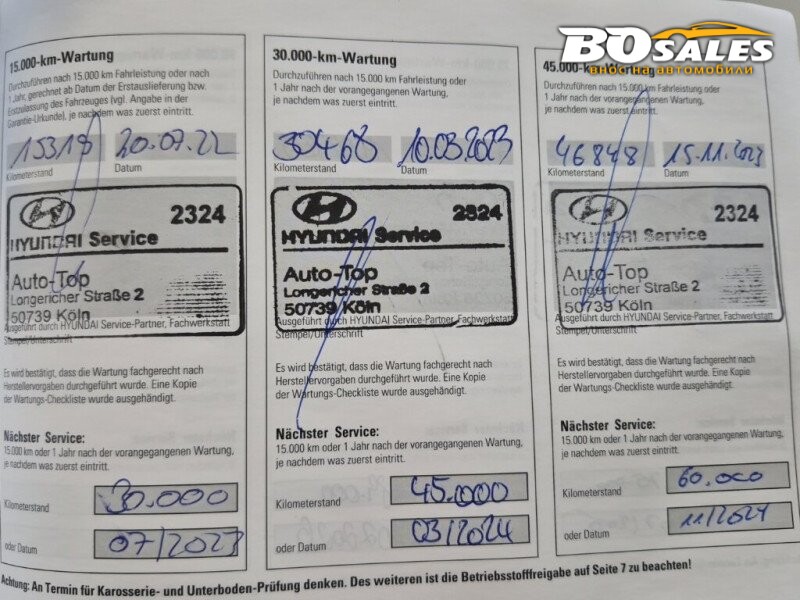 BO SALES
ВНОС НА АВТОМОБИЛИ
15.000-km-Wartung
Durchzuführen nach 15.000 km Fahrleistung oder nach
1 Jahr, gerechnet ab Datum der Erstauslieferung bzw.
Erstzulassung des Fahrzeuges (vgl. Angabe in der
Garantie-Urkunde), je nachdem was zuerst eintritt.
15318 20.07.22
Kilometerstand Datum
2324
HYUNDAI Service
Auto-Top
Longericher Straße 2
50739 Köln
Ausgeführt durch HYUNDAI Service-Partner, Fachwerkstatt
Stempel/Unterschrift
Es wird bestätigt, dass die Wartung fachgerecht nach
Herstellervorgaben durchgeführt wurde. Eine Kopie
der Wartungs-Checkliste wurde ausgehändigt.
Nächster Service:
15.000 km oder 1 Jahr nach der vorangegangenen Wartung,
je nachdem was zuerst eintritt.
Kilometerstand 30.000
oder Datum 07/2023
30.000-km-Wartung
Durchzuführen nach 15.000 km Fahrleistung oder
1 Jahr nach der vorangegangenen Wartung,
je nachdem was zuerst eintritt.
30468 10.03.2023
Kilometerstand Datum
2324
HYUNDAI Service
Auto-Top
Longericher Straße 2
50739 Köln
Ausgeführt durch HYUNDAI Service-Partner, Fachwerkstatt
Stempel/Unterschrift
Es wird bestätigt, dass die Wartung fachgerecht nach
Herstellervorgaben durchgeführt wurde. Eine Kopie
der Wartungs-Checkliste wurde ausgehändigt.
Nächster Service:
15.000 km oder 1 Jahr nach der vorangegangenen Wartung,
je nachdem was zuerst eintritt.
Kilometerstand 45.000
oder Datum 03/2024
45.000-km-Wartung
Durchzuführen nach 15.000 km Fahrleistung oder
1 Jahr nach der vorangegangenen Wartung,
je nachdem was zuerst eintritt.
46848 15.11.2023
Kilometerstand Datum
2324
HYUNDAI Service
Auto-Top
Longericher Straße 2
50739 Köln
Ausgeführt durch HYUNDAI Service-Partner, Fachwerkstatt
Stempel/Unterschrift
Es wird bestätigt, dass die Wartung fachgerecht nach
Herstellervorgaben durchgeführt wurde. Eine Kopie
der Wartungs-Checkliste wurde ausgehändigt.
Nächster Service:
15.000 km oder 1 Jahr nach der vorangegangenen Wartung,
je nachdem was zuerst eintritt.
Kilometerstand 60.000
oder Datum 11/2024
Achtung: An Termin für Karosserie- und Unterboden-Prüfung denken. Des weiteren ist die Betriebsstofffreigabe auf Seite 7 zu beachten!